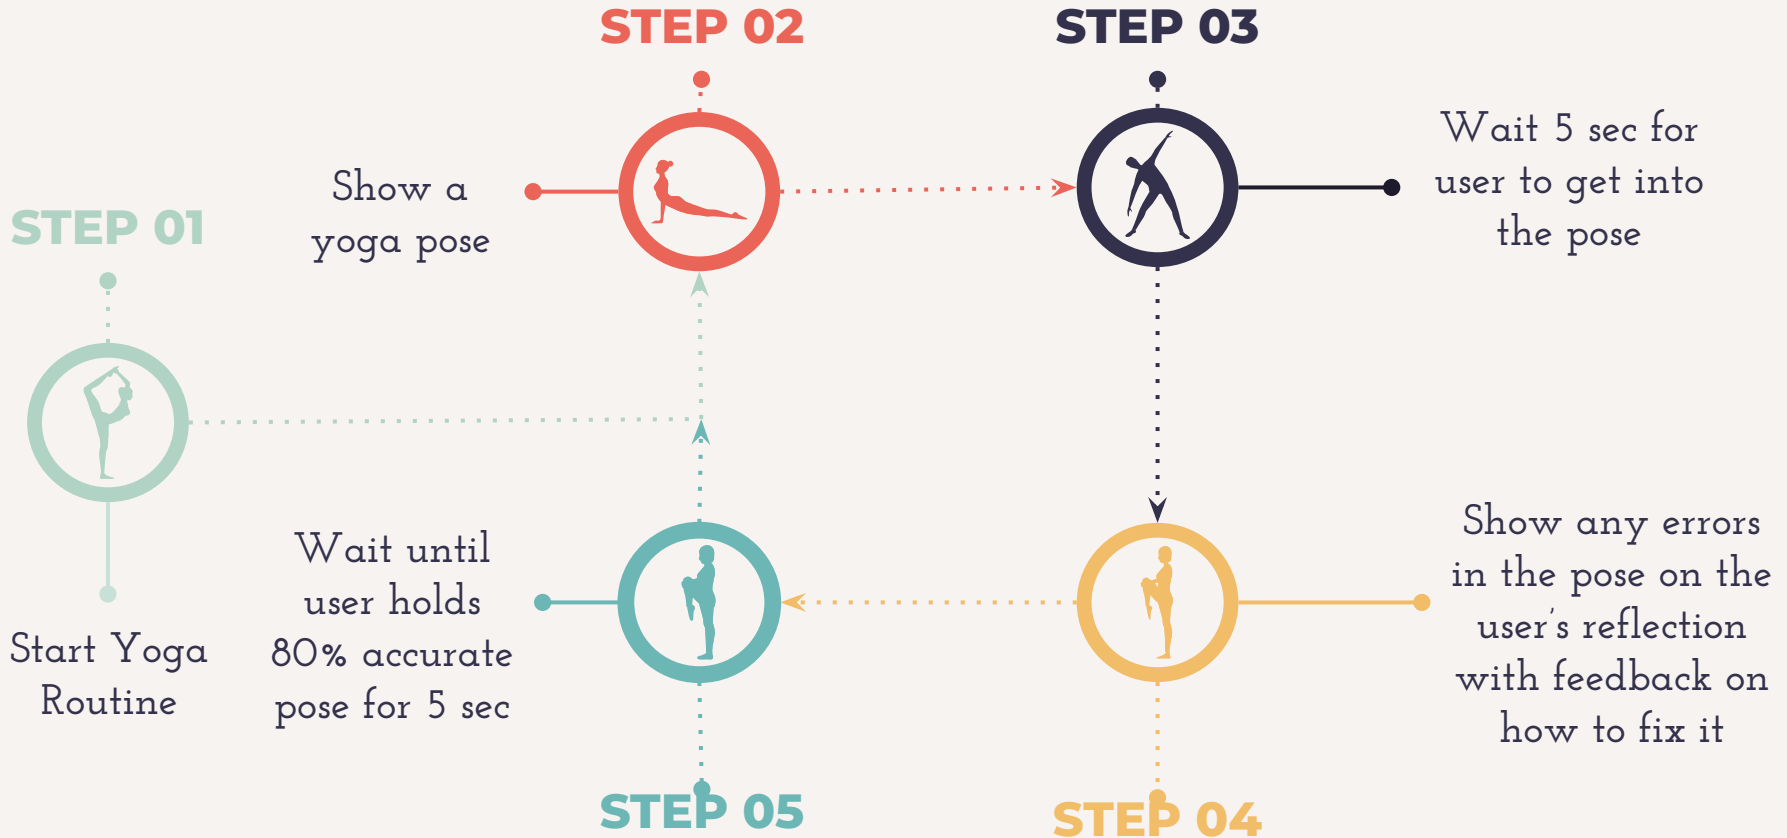 STEP 01
Start Yoga
Routine
STEP 02
Show a
yoga pose
STEP 03
Wait 5 sec for
user to get into
the pose
STEP 04
Show any errors
in the pose on the
user's reflection
with feedback on
how to fix it
STEP 05
Wait until
user holds
80% accurate
pose for 5 sec